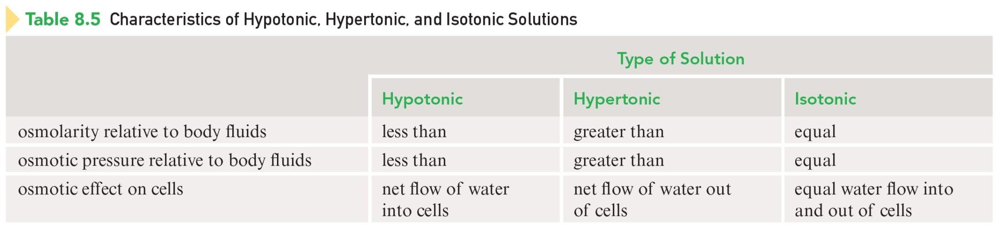 Table 8.5 Characteristics of Hypotonic, Hypertonic, and Isotonic Solutions
Type of Solution
Hypotonic Hypertonic Isotonic
osmolarity relative to body fluids less than greater than equal
osmotic pressure relative to body fluids less than greater than equal
osmotic effect on cells net flow of water net flow of water out equal water flow into
into cells of cells and out of cells